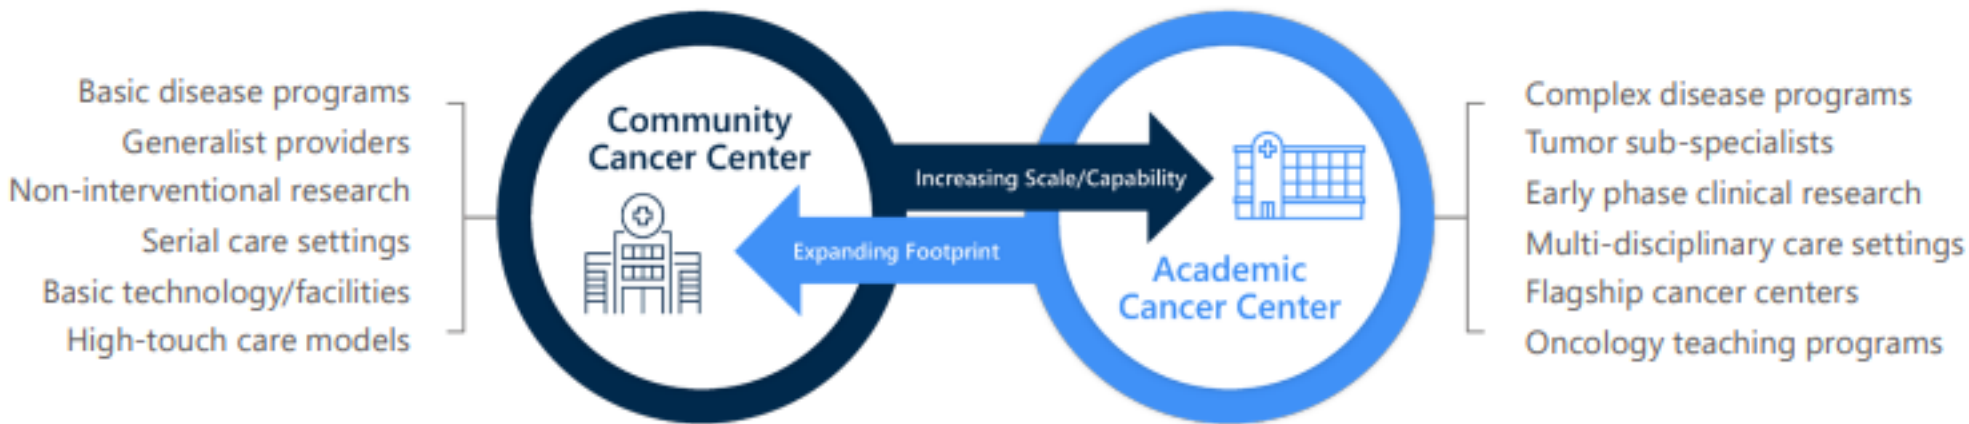 Basic disease programs
Generalist providers
Non-interventional research
Serial care settings
Basic technology/facilities
High-touch care models
Community
Cancer Center
Increasing Scale/Capability
Expanding Footprint
Academic
Cancer Center
Complex disease programs
Tumor sub-specialists
Early phase clinical research
Multi-disciplinary care settings
Flagship cancer centers
Oncology teaching programs